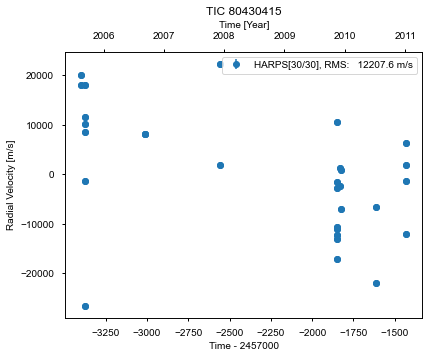 TIC 80430415
Time [Year]
2006 2007 2008 2009 2010 2011
HARPS[30/30], RMS: 12207.6 m/s
Radial Velocity [m/s]
20000
10000
0
−10000
−20000
−3250 −3000 −2750 −2500 −2250 −2000 −1750 −1500
Time - 2457000